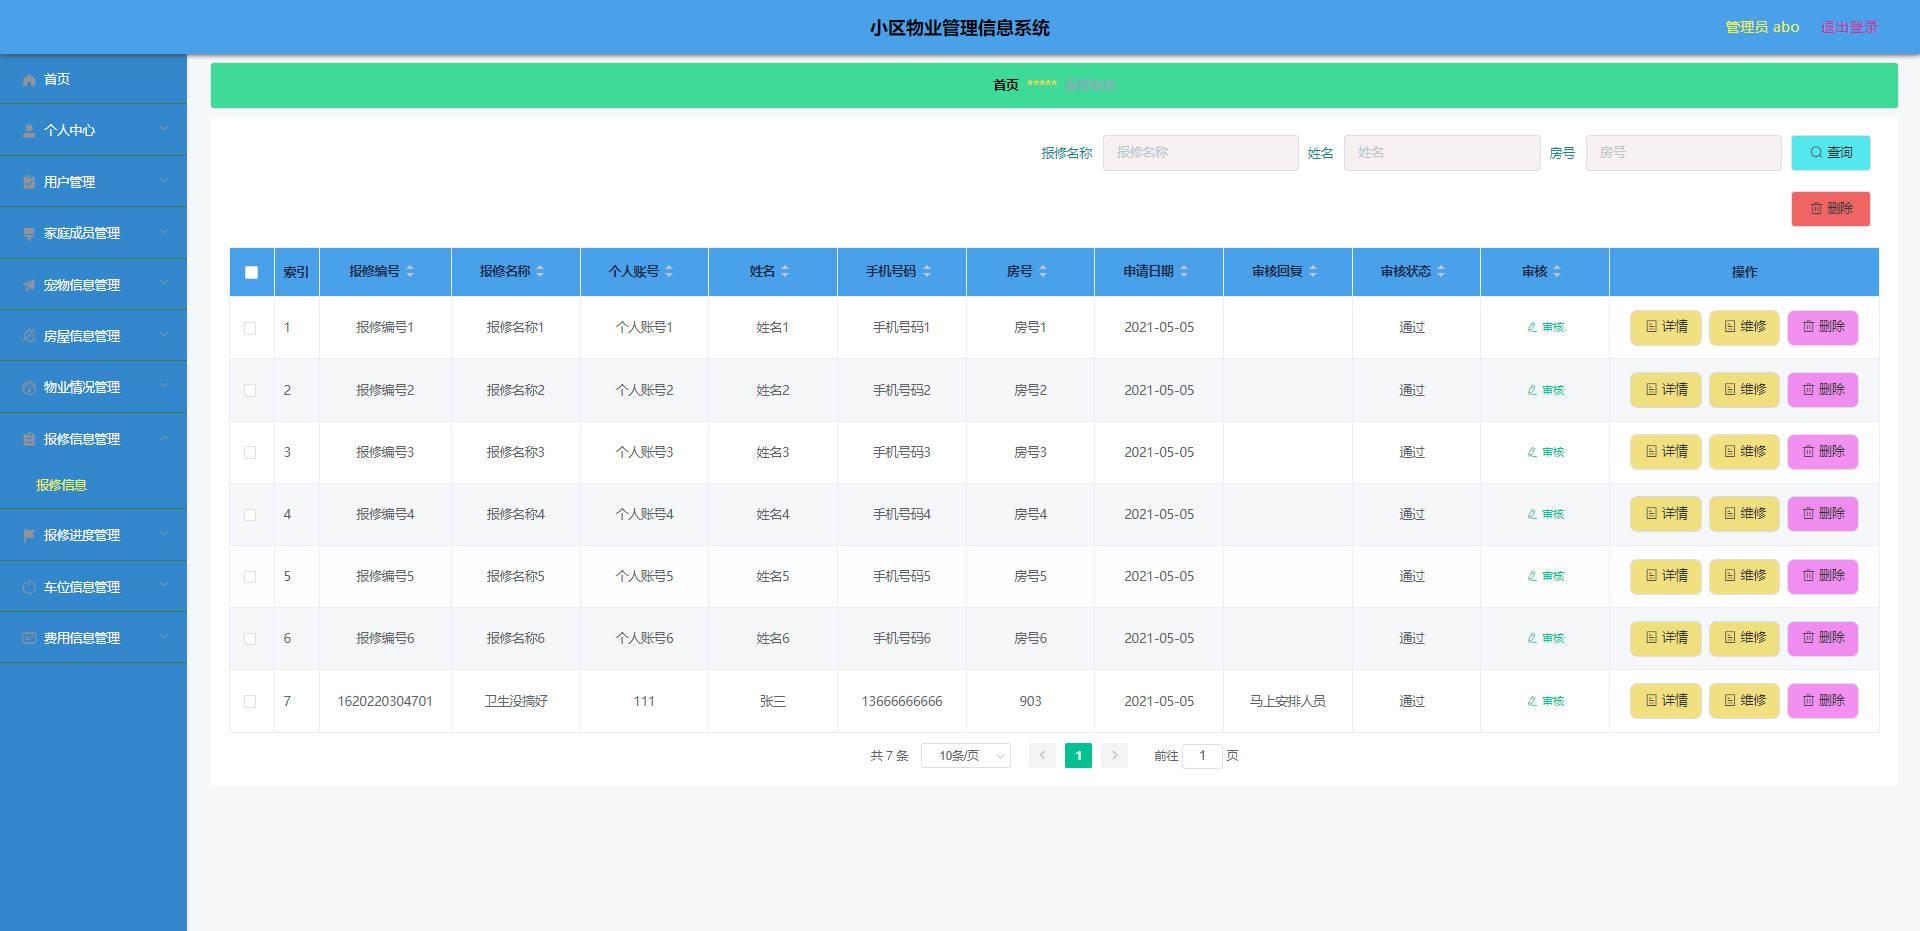 小区物业管理信息系统
管理员 abo 退出登录
首页
个人中心
用户管理
家庭成员管理
宠物信息管理
房屋信息管理
物业情况管理
报修信息管理
报修信息
报修进度管理
车位信息管理
费用信息管理
首页 ***** 报修信息
报修名称 报修名称 姓名 姓名 房号 房号 查询
删除
索引 报修编号 报修名称 个人账号 姓名 手机号码 房号 申请日期 审核回复 审核状态 审核 操作
1 报修编号1 报修名称1 个人账号1 姓名1 手机号码1 房号1 2021-05-05 通过 审核 详情 维修 删除
2 报修编号2 报修名称2 个人账号2 姓名2 手机号码2 房号2 2021-05-05 通过 审核 详情 维修 删除
3 报修编号3 报修名称3 个人账号3 姓名3 手机号码3 房号3 2021-05-05 通过 审核 详情 维修 删除
4 报修编号4 报修名称4 个人账号4 姓名4 手机号码4 房号4 2021-05-05 通过 审核 详情 维修 删除
5 报修编号5 报修名称5 个人账号5 姓名5 手机号码5 房号5 2021-05-05 通过 审核 详情 维修 删除
6 报修编号6 报修名称6 个人账号6 姓名6 手机号码6 房号6 2021-05-05 通过 审核 详情 维修 删除
7 1620220304701 卫生没搞好 111 张三 13666666666 903 2021-05-05 马上安排人员 通过 审核 详情 维修 删除
共 7 条 10条/页 1 前往 1 页